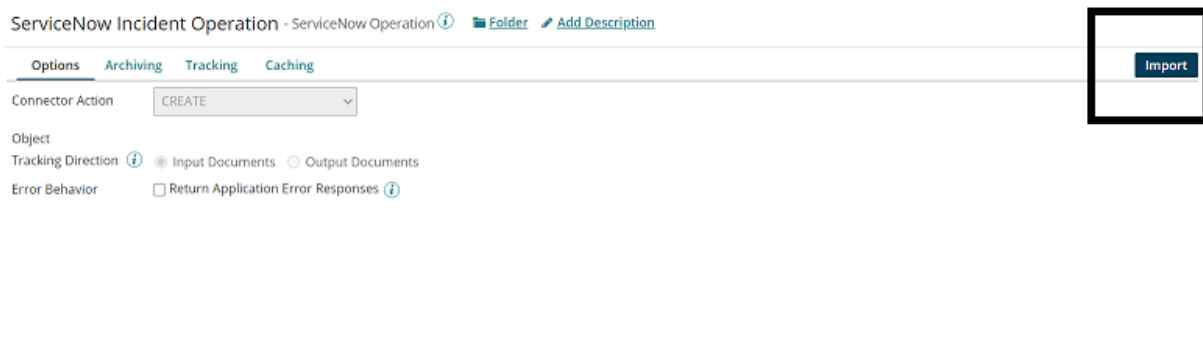 ServiceNow Incident Operation - ServiceNow Operation i Folder Add Description
Options Archiving Tracking Caching Import
Connector Action CREATE
Object
Tracking Direction i Input Documents Output Documents
Error Behavior Return Application Error Responses i